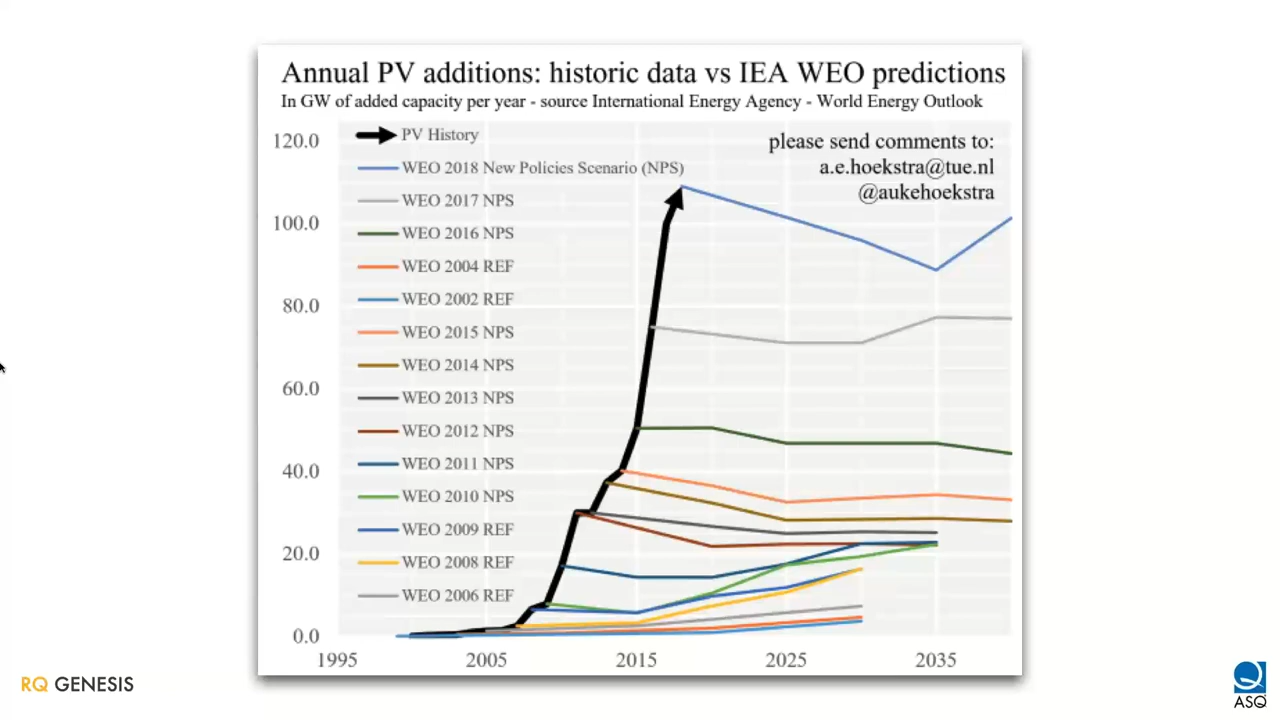 Annual PV additions: historic data vs IEA WEO predictions
In GW of added capacity per year - source International Energy Agency - World Energy Outlook
120.0
100.0
80.0
60.0
40.0
20.0
0.0
PV History
WEO 2018 New Policies Scenario (NPS)
WEO 2017 NPS
WEO 2016 NPS
WEO 2004 REF
WEO 2002 REF
WEO 2015 NPS
WEO 2014 NPS
WEO 2013 NPS
WEO 2012 NPS
WEO 2011 NPS
WEO 2010 NPS
WEO 2009 REF
WEO 2008 REF
WEO 2006 REF
please send comments to:
a.e.hoekstra@tue.nl
@aukehoekstra
1995 2005 2015 2025 2035
RQ GENESIS
ASQ